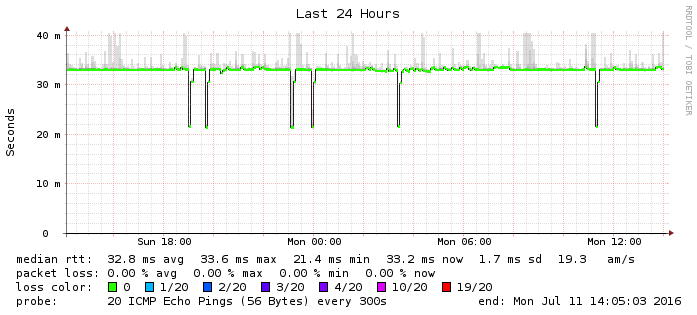 Last 24 Hours
RRDTOOL / TOBI OETIKER
Seconds
40 m
30 m
20 m
10 m
0
Sun 18:00 Mon 00:00 Mon 06:00 Mon 12:00
median rtt: 32.8 ms avg 33.6 ms max 21.4 ms min 33.2 ms now 1.7 ms sd 19.3 am/s
packet loss: 0.00 % avg 0.00 % max 0.00 % min 0.00 % now
loss color: 0 1/20 2/20 3/20 4/20 10/20 19/20
probe: 20 ICMP Echo Pings (56 Bytes) every 300s end: Mon Jul 11 14:05:03 2016